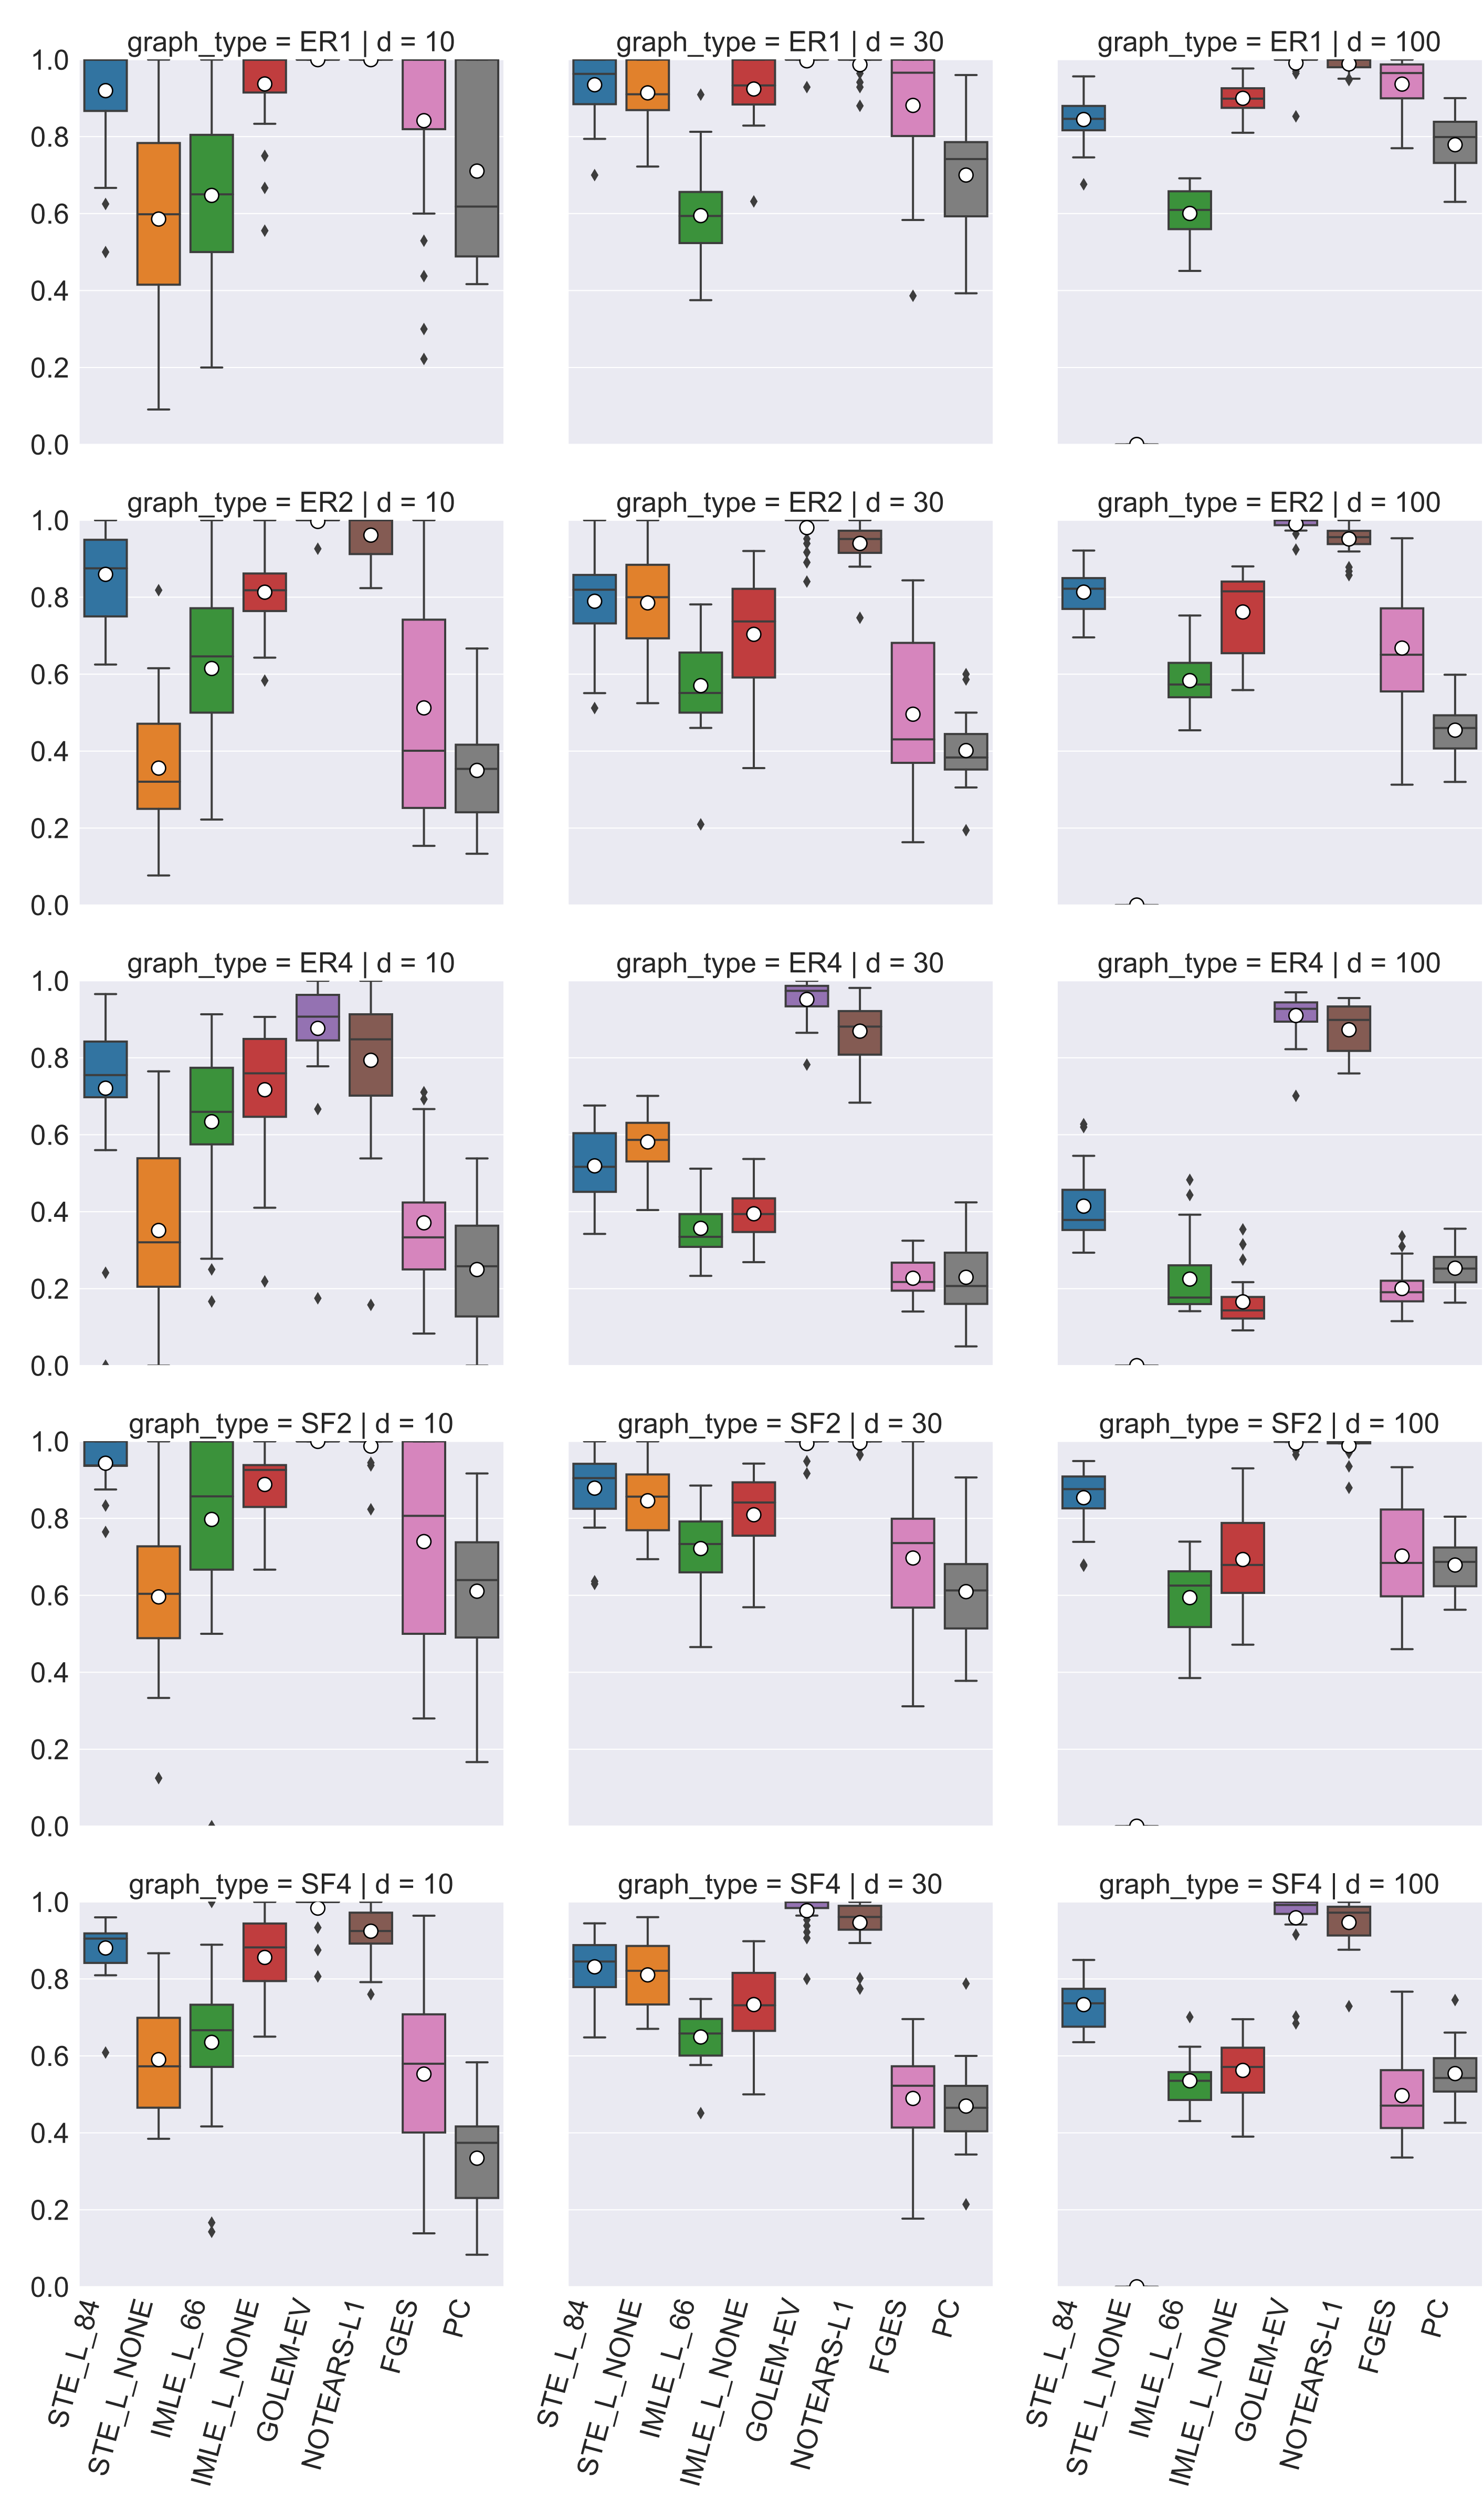 graph_type = ER1 | d = 10
graph_type = ER1 | d = 30
graph_type = ER1 | d = 100
1.0
0.8
0.6
0.4
0.2
0.0
graph_type = ER2 | d = 10
graph_type = ER2 | d = 30
graph_type = ER2 | d = 100
1.0
0.8
0.6
0.4
0.2
0.0
graph_type = ER4 | d = 10
graph_type = ER4 | d = 30
graph_type = ER4 | d = 100
1.0
0.8
0.6
0.4
0.2
0.0
graph_type = SF2 | d = 10
graph_type = SF2 | d = 30
graph_type = SF2 | d = 100
1.0
0.8
0.6
0.4
0.2
0.0
graph_type = SF4 | d = 10
graph_type = SF4 | d = 30
graph_type = SF4 | d = 100
1.0
0.8
0.6
0.4
0.2
0.0
STE_L_84
STE_L_NONE
IMLE_L_66
IMLE_L_NONE
GOLEM-EV
NOTEARS-L1
FGES
PC
STE_L_84
STE_L_NONE
IMLE_L_66
IMLE_L_NONE
GOLEM-EV
NOTEARS-L1
FGES
PC
STE_L_84
STE_L_NONE
IMLE_L_66
IMLE_L_NONE
GOLEM-EV
NOTEARS-L1
FGES
PC